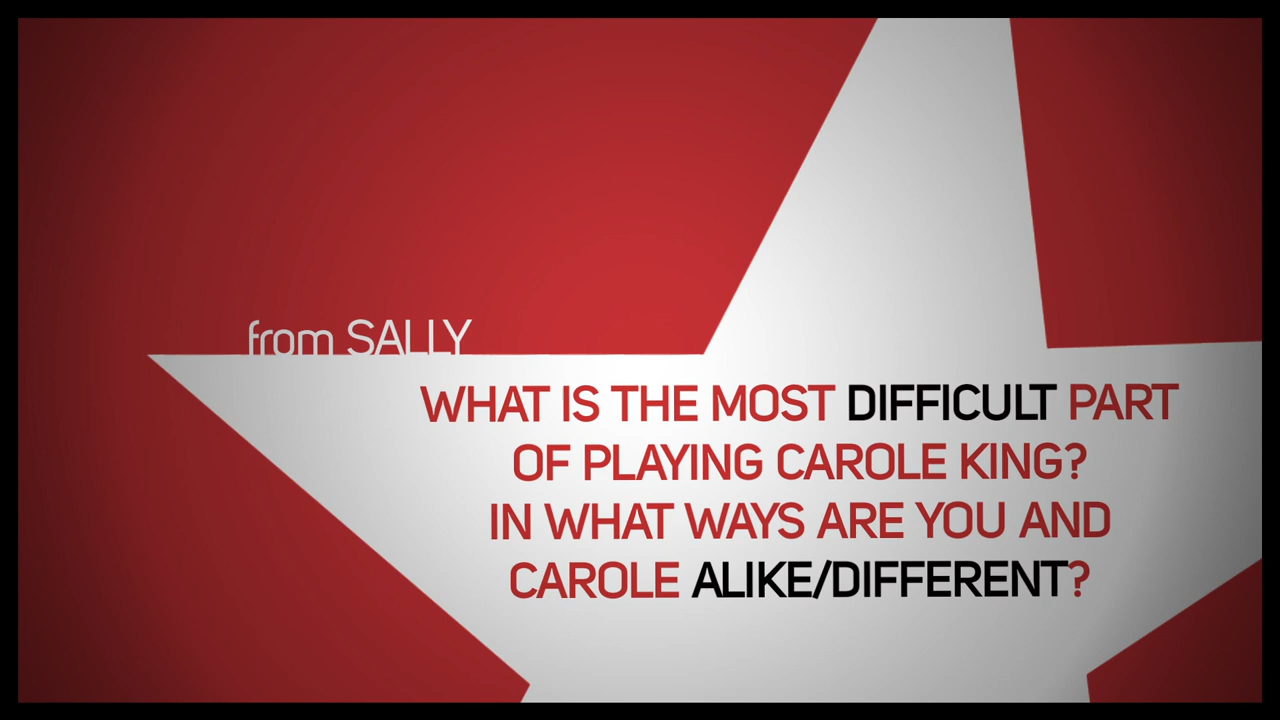 from SALLY
WHAT IS THE MOST DIFFICULT PART
OF PLAYING CAROLE KING?
IN WHAT WAYS ARE YOU AND
CAROLE ALIKE/DIFFERENT?